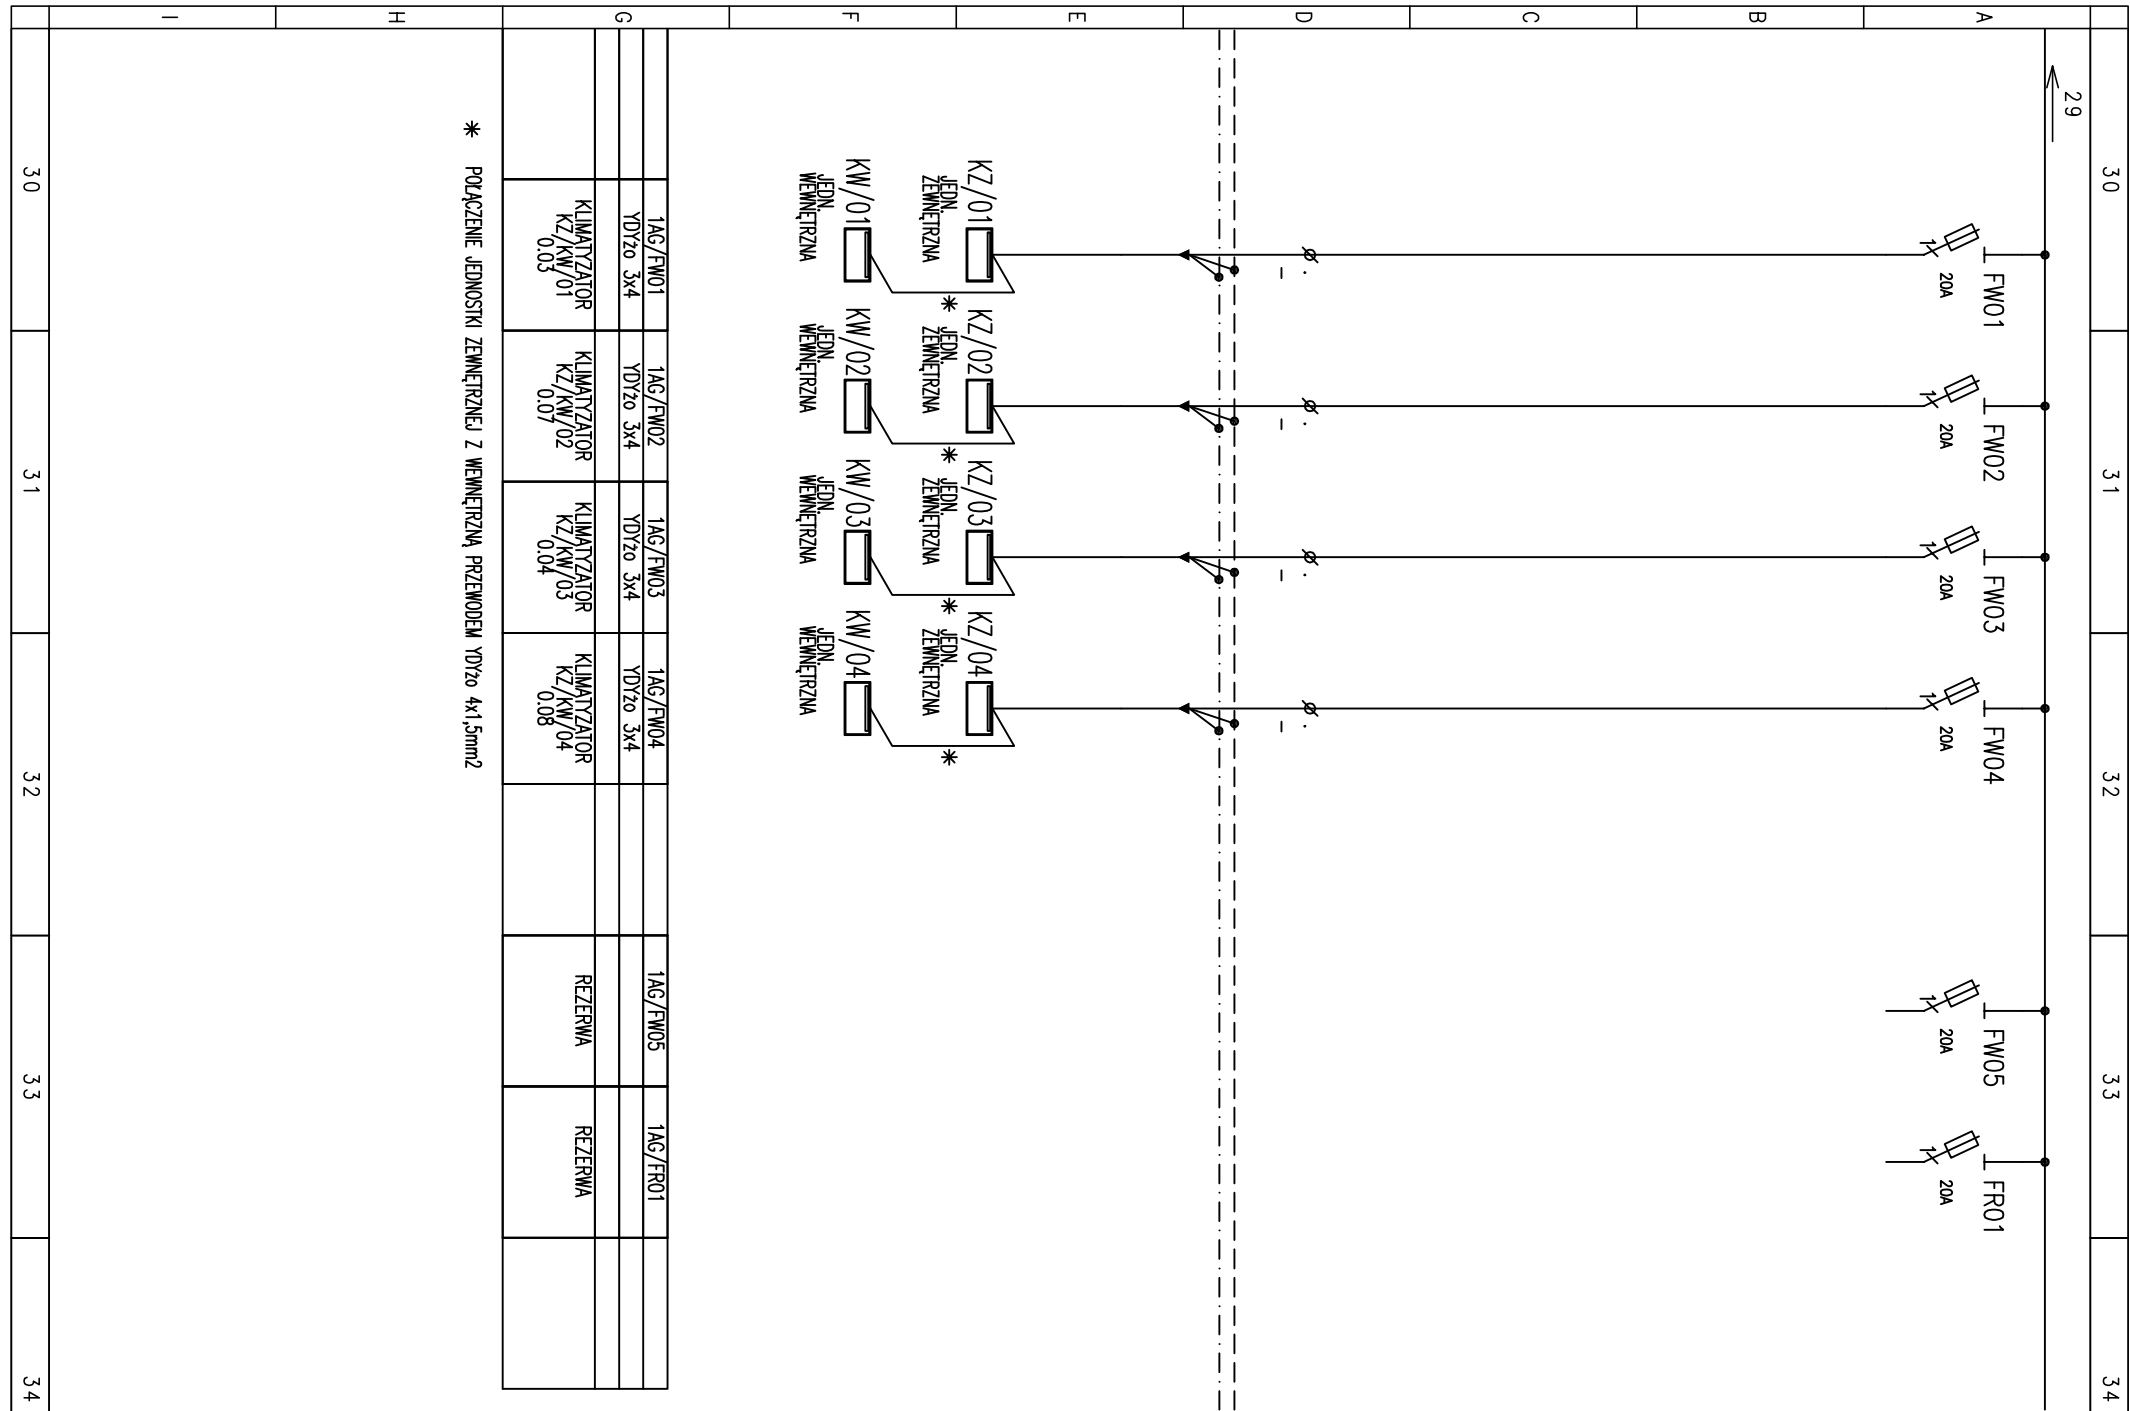 29
30 31 32 33 34
A
B
C
D
E
F
G
H
I
FW01 FW02 FW03 FW04 FW05 FR01
20A 20A 20A 20A 20A 20A
KZ/01 KZ/02 KZ/03 KZ/04
JEDN. JEDN. JEDN. JEDN.
ZEWNĘTRZNA ZEWNĘTRZNA ZEWNĘTRZNA ZEWNĘTRZNA
* * * *
KW/01 KW/02 KW/03 KW/04
JEDN. JEDN. JEDN. JEDN.
WEWNĘTRZNA WEWNĘTRZNA WEWNĘTRZNA WEWNĘTRZNA
1AG/FW01 1AG/FW02 1AG/FW03 1AG/FW04 1AG/FW05 1AG/FR01
YDYżo 3x4 YDYżo 3x4 YDYżo 3x4 YDYżo 3x4
KLIMATYZATOR KLIMATYZATOR KLIMATYZATOR KLIMATYZATOR REZERWA REZERWA
KZ/KW/01 KZ/KW/02 KZ/KW/03 KZ/KW/04
0.03 0.07 0.04 0.08
* POŁĄCZENIE JEDNOSTKI ZEWNĘTRZNEJ Z WEWNĘTRZNĄ PRZEWODEM YDYżo 4x1,5mm2
30 31 32 33 34